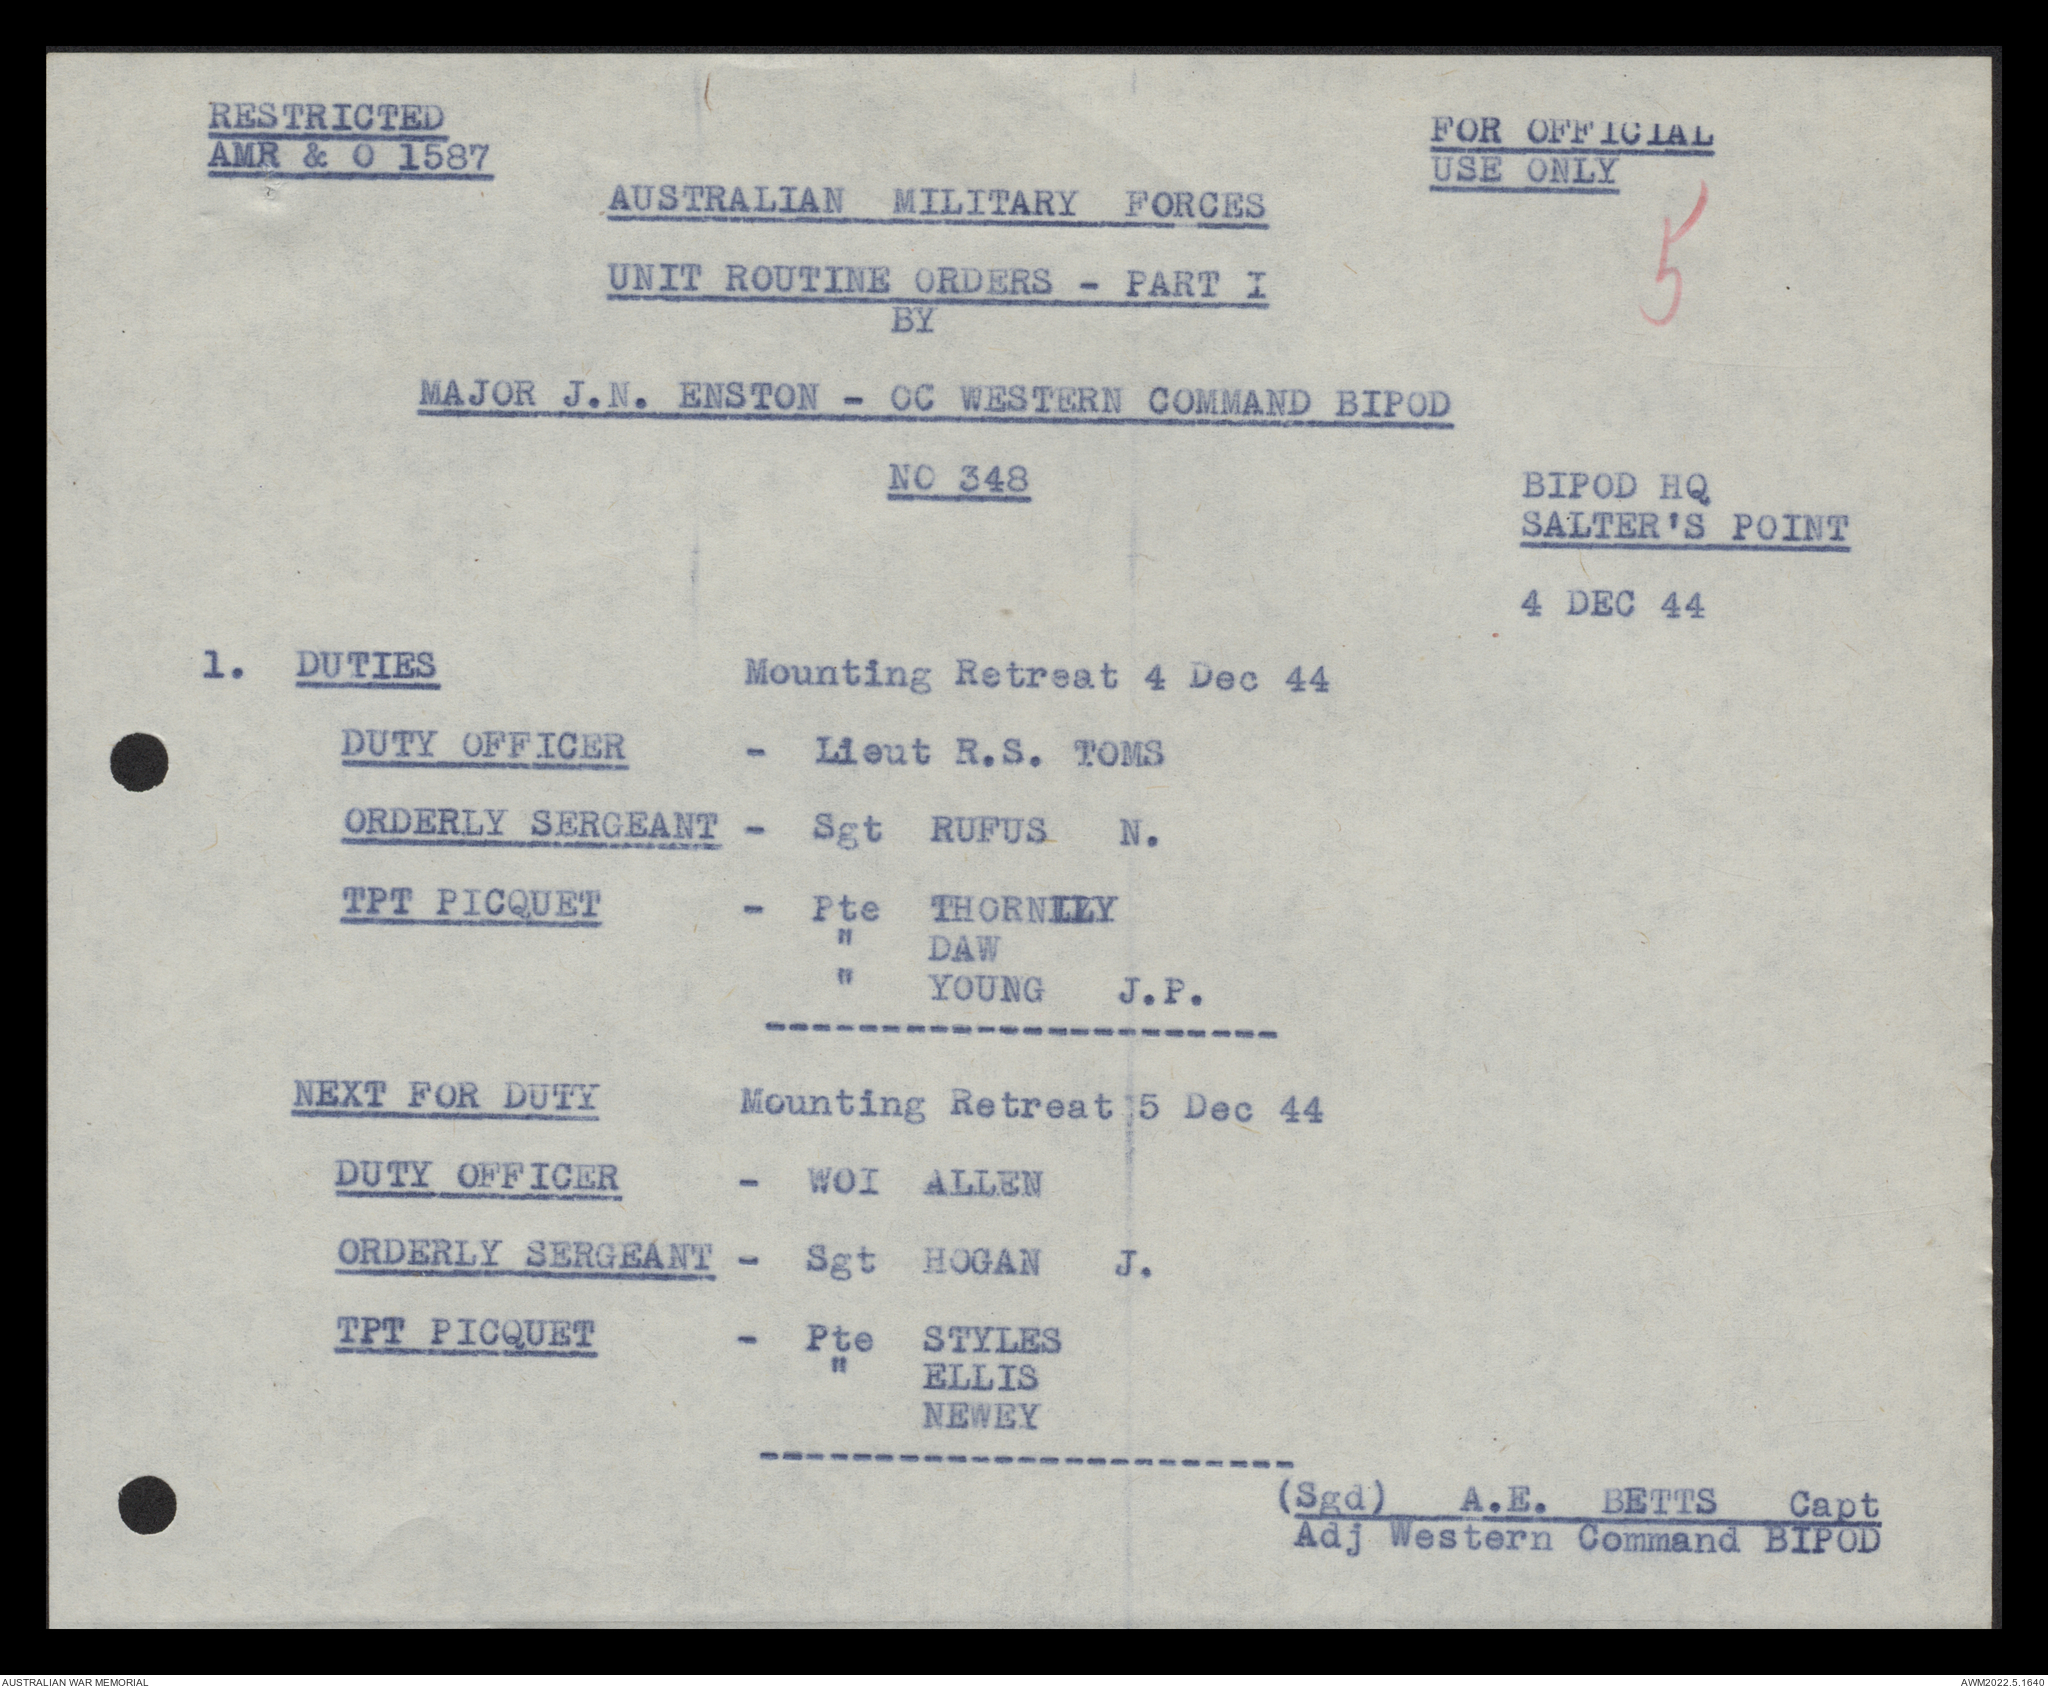 RESTRICTED
AMR & O 1587
FOR OFFICIAL
USE ONLY
5
AUSTRALIAN MILITARY FORCES
UNIT ROUTINE ORDERS - PART I
BY
MAJOR J.N. ENSTON - OC WESTERN COMMAND BIPOD
NO 348
BIPOD HQ
SALTER'S POINT
4 DEC 44
1. DUTIES Mounting Retreat 4 Dec 44
DUTY OFFICER - Lieut R.S. TOMS
ORDERLY SERGEANT - Sgt RUFUS N.
TPT PICQUET - Pte
" DAW
" YOUNG J.P.
-----------------------
NEXT FOR DUTY Mounting Retreat 5 Dec 44
DUTY OFFICER - WOI ALLEN
ORDERLY SERGEANT - Sgt HOGAN J.
TPT PICQUET - Pte STYLES
" ELLIS
NEWEY
-----------------------
(Sgd) A.E. BETTS Capt
Adj Western Command BIPOD
AUSTRALIAN WAR MEMORIAL
AWM2022.5.1640